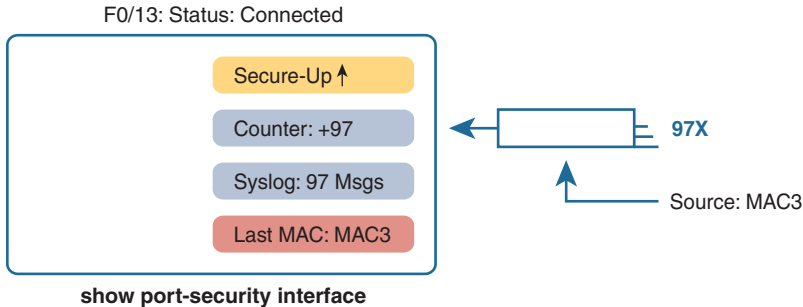 F0/13: Status: Connected
Secure-Up
Counter: +97
97X
Syslog: 97 Msgs
Source: MAC3
Last MAC: MAC3
show port-security interface